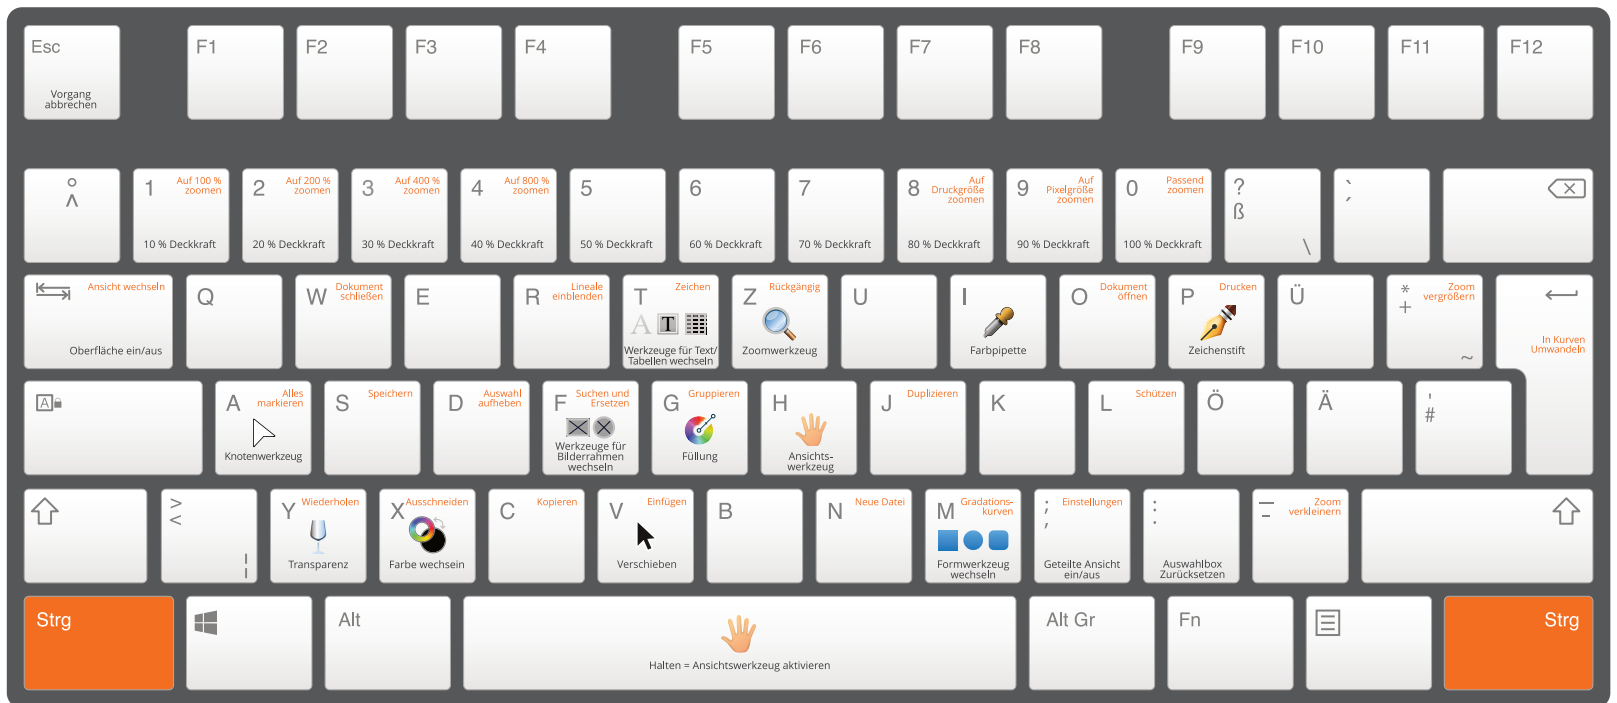 Esc
Vorgang
abbrechen
F1
F2
F3
F4
F5
F6
F7
F8
F9
F10
F11
F12
°
^
1
Auf 100 %
zoomen
10 % Deckkraft
2
Auf 200 %
zoomen
20 % Deckkraft
3
Auf 400 %
zoomen
30 % Deckkraft
4
Auf 800 %
zoomen
40 % Deckkraft
5
50 % Deckkraft
6
60 % Deckkraft
7
70 % Deckkraft
8
Auf
Druckgröße
zoomen
80 % Deckkraft
9
Auf
Pixelgröße
zoomen
90 % Deckkraft
0
Passend
zoomen
100 % Deckkraft
?
ß
\
`
´
Ansicht wechseln
Oberfläche ein/aus
Q
W
Dokument
schließen
E
R
Lineale
einblenden
T
Zeichen
A T
Werkzeuge für Text/
Tabellen wechseln
Z
Rückgängig
Zoomwerkzeug
U
I
Farbpipette
O
Dokument
öffnen
P
Drucken
Zeichenstift
Ü
*
+
Zoom
vergrößern
~
In Kurven
Umwandeln
A
A
Alles
markieren
Knotenwerkzeug
S
Speichern
D
Auswahl
aufheben
F
Suchen und
Ersetzen
Werkzeuge für
Bilderrahmen
wechseln
G
Gruppieren
Füllung
H
Ansichts-
werkzeug
J
Duplizieren
K
L
Schützen
Ö
Ä
'
#
>
<
¦
Y
Wiederholen
Transparenz
X
Ausschneiden
Farbe wechsein
C
Kopieren
V
Einfügen
Verschieben
B
N
Neue Datei
M
Gradations-
kurven
Formwerkzeug
wechseln
;
,
Einstellungen
Geteilte Ansicht
ein/aus
:
.
Auswahlbox
Zurücksetzen
_
-
Zoom
verkleinern
Strg
Alt
Halten = Ansichtswerkzeug aktivieren
Alt Gr
Fn
Strg